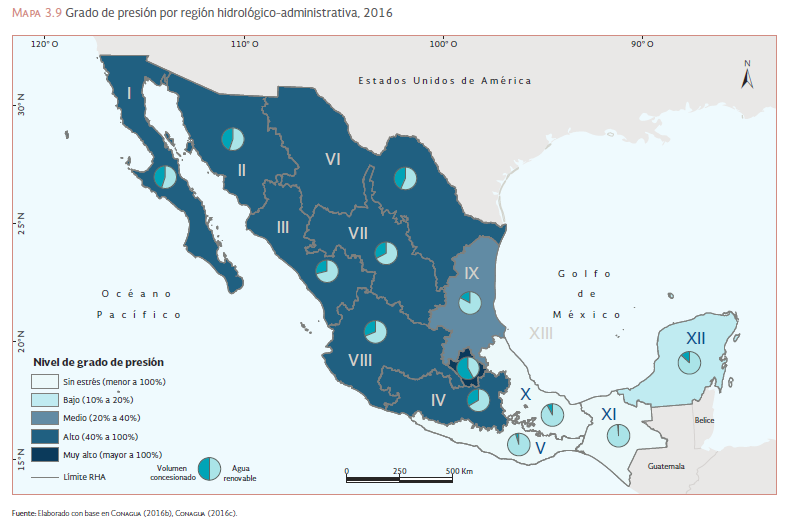 MAPA 3.9 Grado de presión por región hidrológico-administrativa, 2016
120° O
110° O
100° O
90° O
30° N
25° N
20° N
15° N
N
Estados Unidos de América
I
II
VI
III
VII
IX
Golfo
de
México
Océano
Pacífico
XIII
XII
VIII
IV
X
XI
V
Belice
Guatemala
Nivel de grado de presión
Sin estrés (menor a 100%)
Bajo (10% a 20%)
Medio (20% a 40%)
Alto (40% a 100%)
Muy alto (mayor a 100%)
Límite RHA
Volumen
concesionado
Agua
renovable
0 250 500 Km
Fuente: Elaborado con base en CONAGUA (2016b), CONAGUA (2016c).